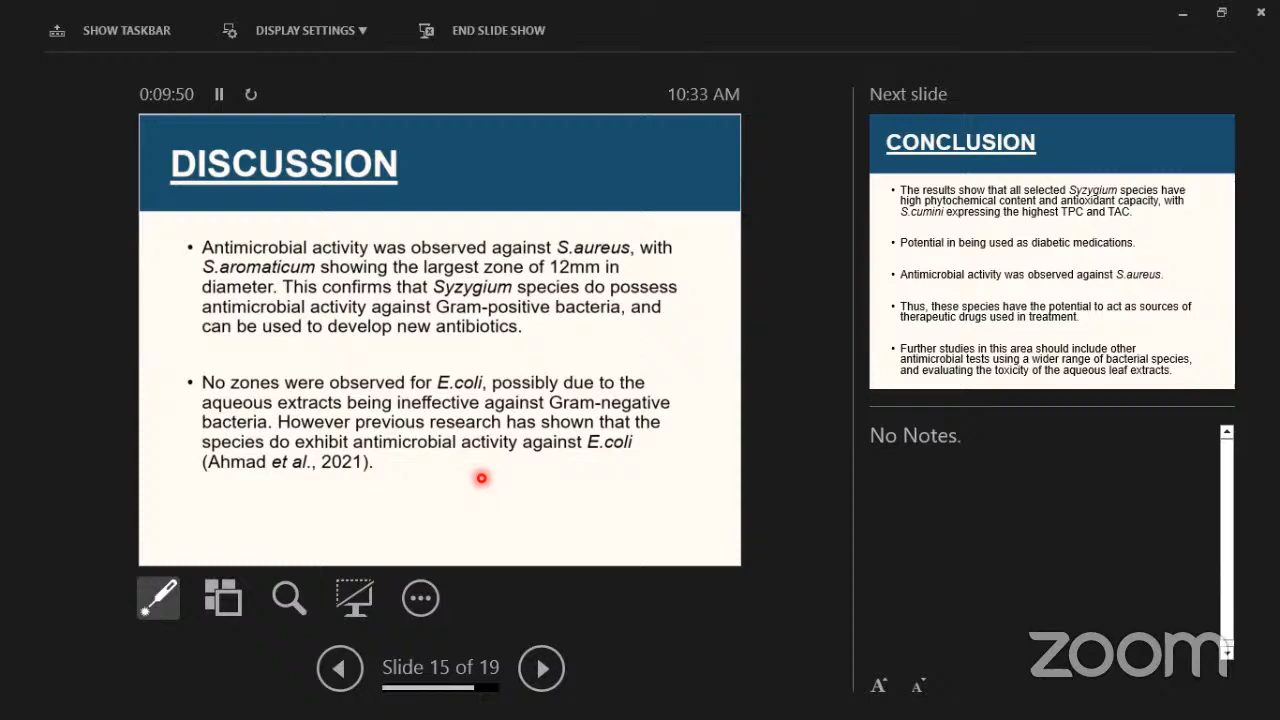 SHOW TASKBAR DISPLAY SETTINGS ▼ END SLIDE SHOW
0:09:50 10:33 AM
DISCUSSION
• Antimicrobial activity was observed against S.aureus, with
S.aromaticum showing the largest zone of 12mm in
diameter. This confirms that Syzygium species do possess
antimicrobial activity against Gram-positive bacteria, and
can be used to develop new antibiotics.
• No zones were observed for E.coli, possibly due to the
aqueous extracts being ineffective against Gram-negative
bacteria. However previous research has shown that the
species do exhibit antimicrobial activity against E.coli
(Ahmad et al., 2021).
Slide 15 of 19
Next slide
CONCLUSION
• The results show that all selected Syzygium species have
high phytochemical content and antioxidant capacity, with
S.cumini expressing the highest TPC and TAC.
• Potential in being used as diabetic medications.
• Antimicrobial activity was observed against S.aureus.
• Thus, these species have the potential to act as sources of
therapeutic drugs used in treatment.
• Further studies in this area should include other
antimicrobial tests using a wider range of bacterial species,
and evaluating the toxicity of the aqueous leaf extracts.
No Notes.
zoom
A A